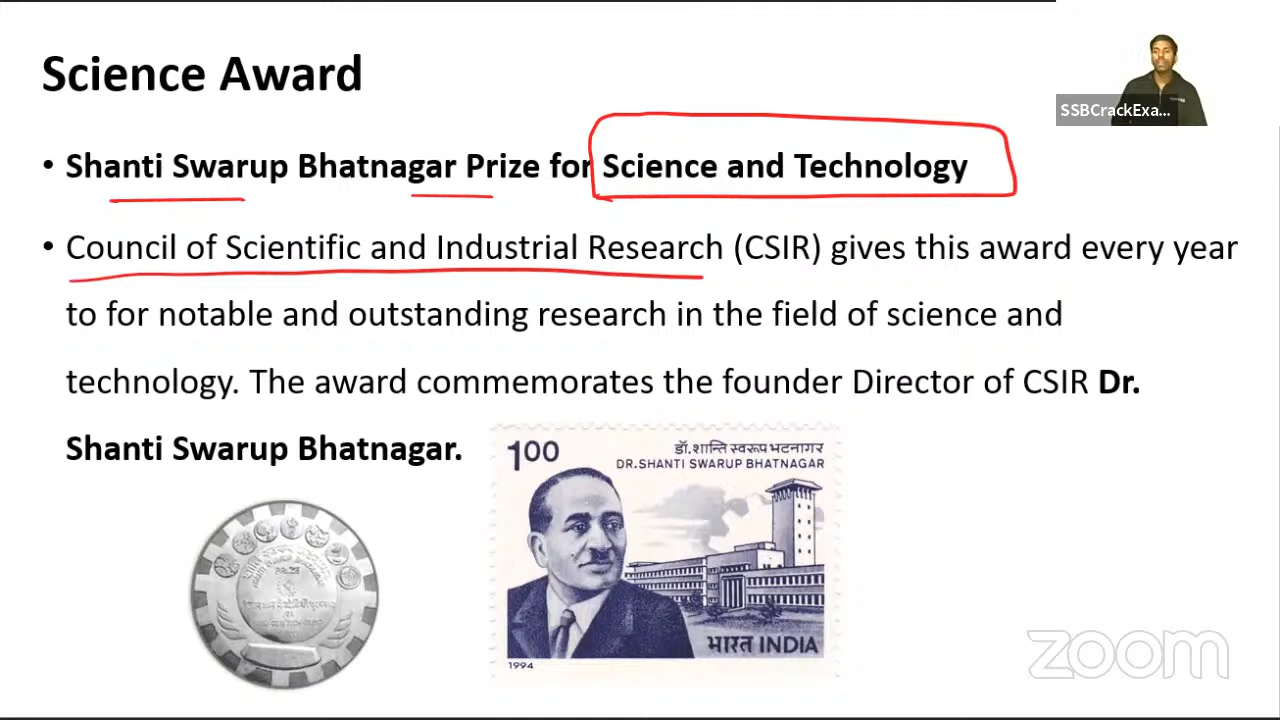 Science Award
SSBCrackExa...
• Shanti Swarup Bhatnagar Prize for Science and Technology
• Council of Scientific and Industrial Research (CSIR) gives this award every year
to for notable and outstanding research in the field of science and
technology. The award commemorates the founder Director of CSIR Dr.
Shanti Swarup Bhatnagar.
1.00
डॉ. शान्ति स्वरूप भटनागर
DR. SHANTI SWARUP BHATNAGAR
भारत INDIA
1994
zoom